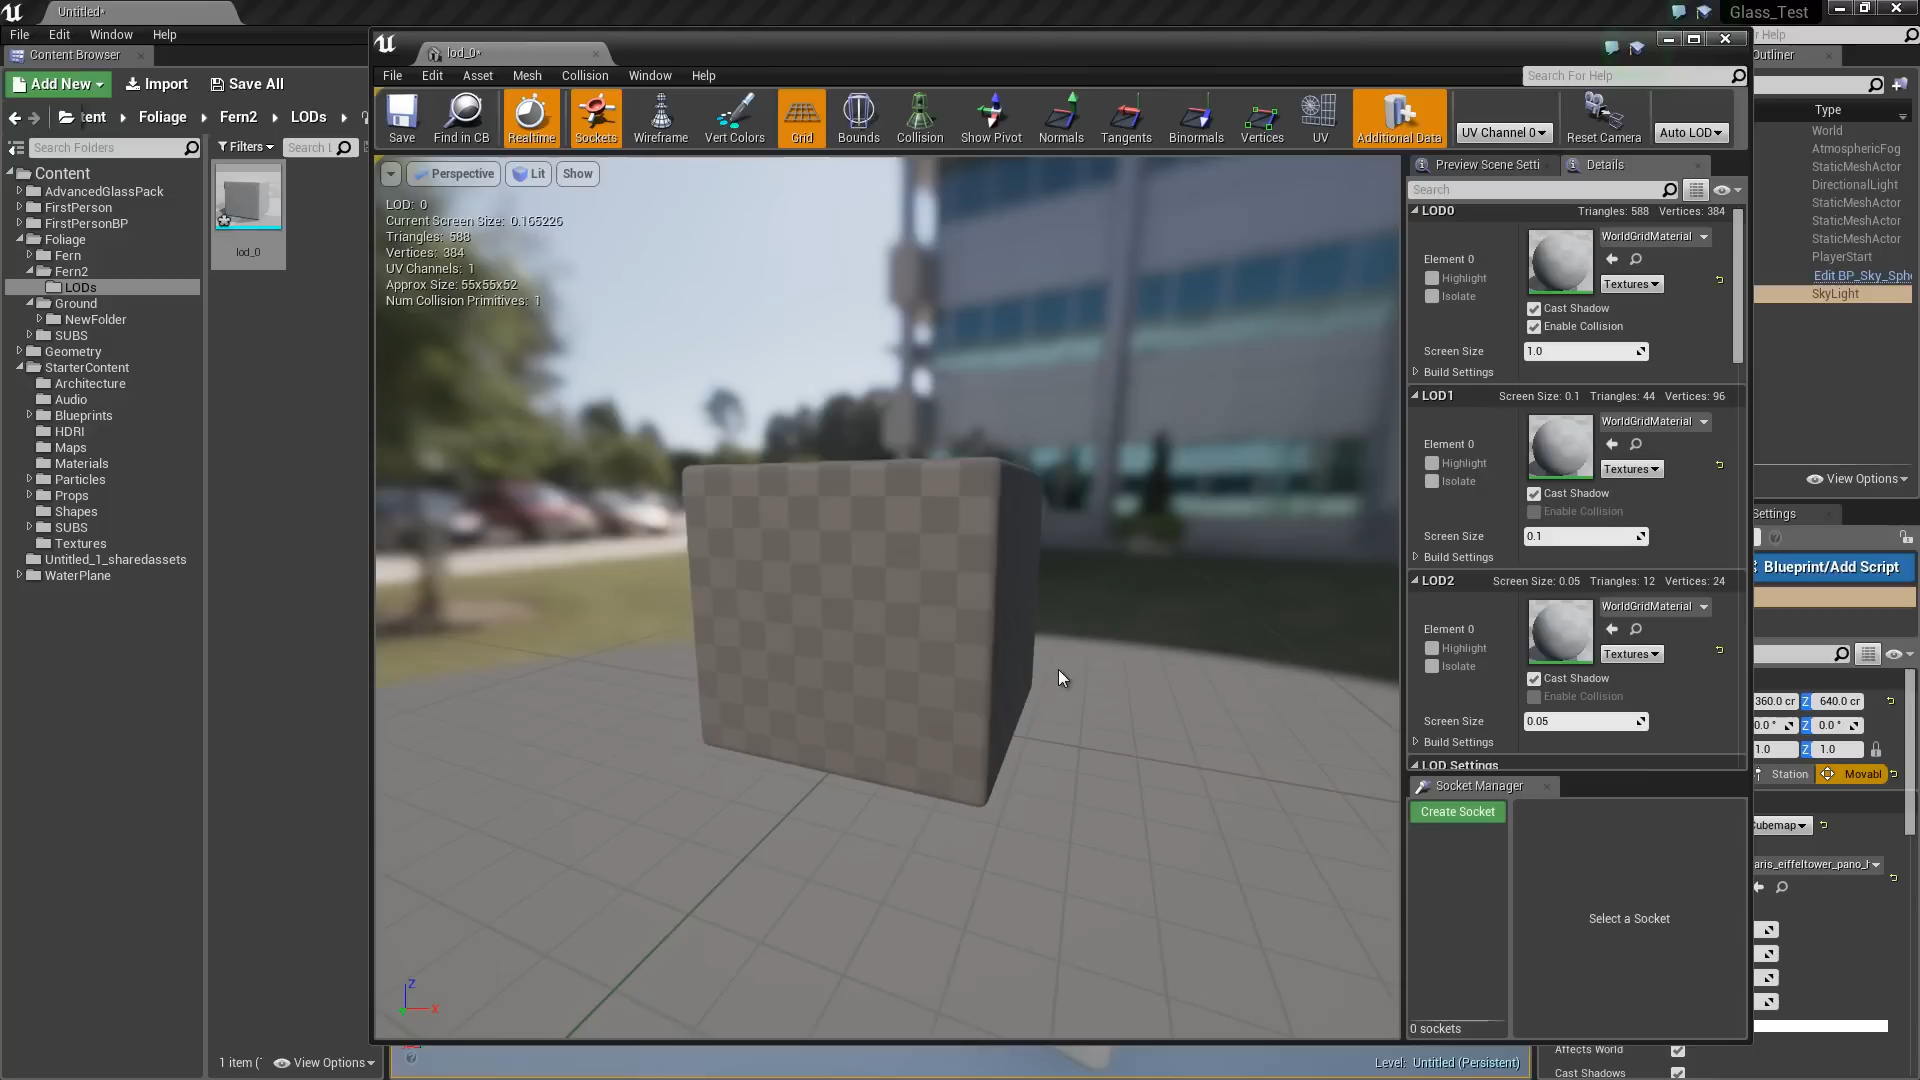 Untitled*
Glass_Test
File Edit Window Help
Content Browser
Add New Import Save All
Foliage Fern2 LODs
Search Folders
Filters
Content
AdvancedGlassPack
FirstPerson
FirstPersonBP
Foliage
Fern
Fern2
LODs
Ground
NewFolder
SUBS
Geometry
StarterContent
Architecture
Audio
Blueprints
HDRI
Maps
Materials
Particles
Props
Shapes
SUBS
Textures
Untitled_1_sharedassets
WaterPlane
lod_0
1 item (
View Options
lod_0*
File Edit Asset Mesh Collision Window Help
Search For Help
Save Find in CB Realtime Sockets Wireframe Vert Colors Grid Bounds Collision Show Pivot Normals Tangents Binormals Vertices UV Additional Data UV Channel 0 Reset Camera Auto LOD
Perspective Lit Show
LOD: 0
Current Screen Size: 0.165226
Triangles: 588
Vertices: 384
UV Channels: 1
Approx Size: 55x55x52
Num Collision Primitives: 1
Z
X
Preview Scene Setti Details
Search
LOD0 Triangles: 588 Vertices: 384
WorldGridMaterial
Element 0
Highlight
Isolate
Textures
Cast Shadow
Enable Collision
Screen Size 1.0
Build Settings
LOD1 Screen Size: 0.1 Triangles: 44 Vertices: 96
WorldGridMaterial
Element 0
Highlight
Isolate
Textures
Cast Shadow
Enable Collision
Screen Size 0.1
Build Settings
LOD2 Screen Size: 0.05 Triangles: 12 Vertices: 24
WorldGridMaterial
Element 0
Highlight
Isolate
Textures
Cast Shadow
Enable Collision
Screen Size 0.05
Build Settings
LOD Settings
Socket Manager
Create Socket
Select a Socket
0 sockets
Level: Untitled (Persistent)
Help
Outliner
Type
World
AtmosphericFog
StaticMeshActor
DirectionalLight
StaticMeshActor
StaticMeshActor
StaticMeshActor
PlayerStart
Edit BP_Sky_Sph
SkyLight
View Options
Settings
Blueprint/Add Script
360.0 cr Z 640.0 cr
0.0 ° Z 0.0 °
1.0 Z 1.0
Station Movabl
aris_eiffeltower_pano_h
Affects World
Cast Shadows